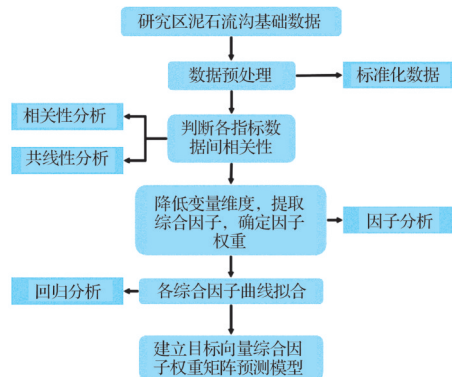 研究区泥石流沟基础数据
数据预处理
标准化数据
相关性分析
共线性分析
判断各指标数
据间相关性
降低变量维度，提取
综合因子，确定因子
权重
因子分析
回归分析
各综合因子曲线拟合
建立目标向量综合因
子权重矩阵预测模型